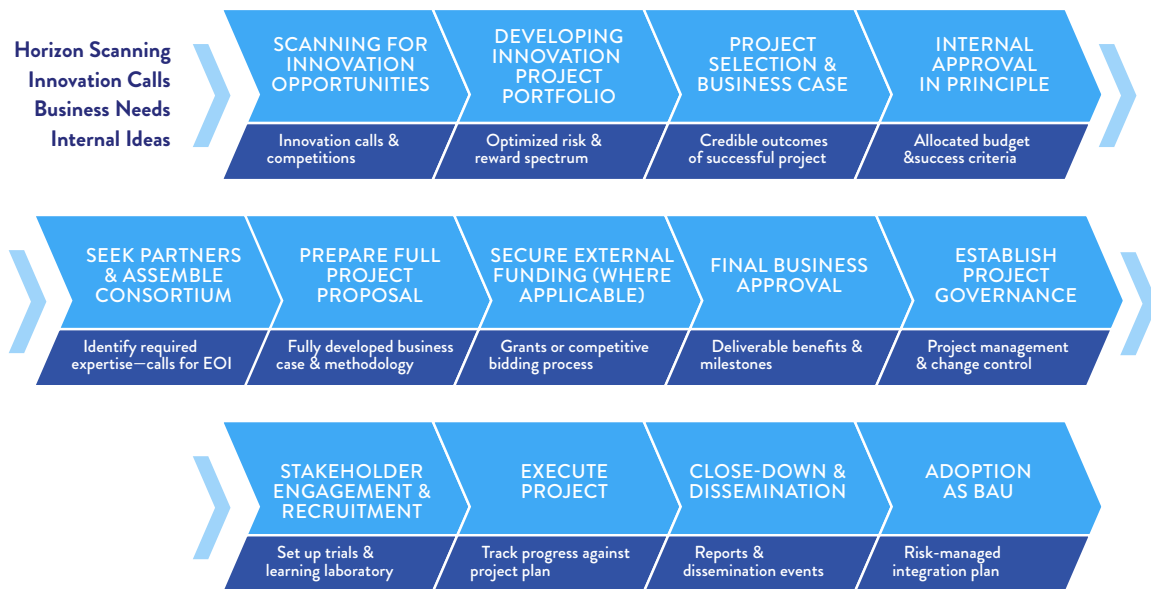 Horizon Scanning
Innovation Calls
Business Needs
Internal Ideas
SCANNING FOR
INNOVATION
OPPORTUNITIES
Innovation calls &
competitions
DEVELOPING
INNOVATION
PROJECT
PORTFOLIO
Optimized risk &
reward spectrum
PROJECT
SELECTION &
BUSINESS CASE
Credible outcomes
of successful project
INTERNAL
APPROVAL
IN PRINCIPLE
Allocated budget
&success criteria
SEEK PARTNERS
& ASSEMBLE
CONSORTIUM
Identify required
expertise—calls for EOI
PREPARE FULL
PROJECT
PROPOSAL
Fully developed business
case & methodology
SECURE EXTERNAL
FUNDING (WHERE
APPLICABLE)
Grants or competitive
bidding process
FINAL BUSINESS
APPROVAL
Deliverable benefits &
milestones
ESTABLISH
PROJECT
GOVERNANCE
Project management
& change control
STAKEHOLDER
ENGAGEMENT &
RECRUITMENT
Set up trials &
learning laboratory
EXECUTE
PROJECT
Track progress against
project plan
CLOSE-DOWN &
DISSEMINATION
Reports &
dissemination events
ADOPTION
AS BAU
Risk-managed
integration plan